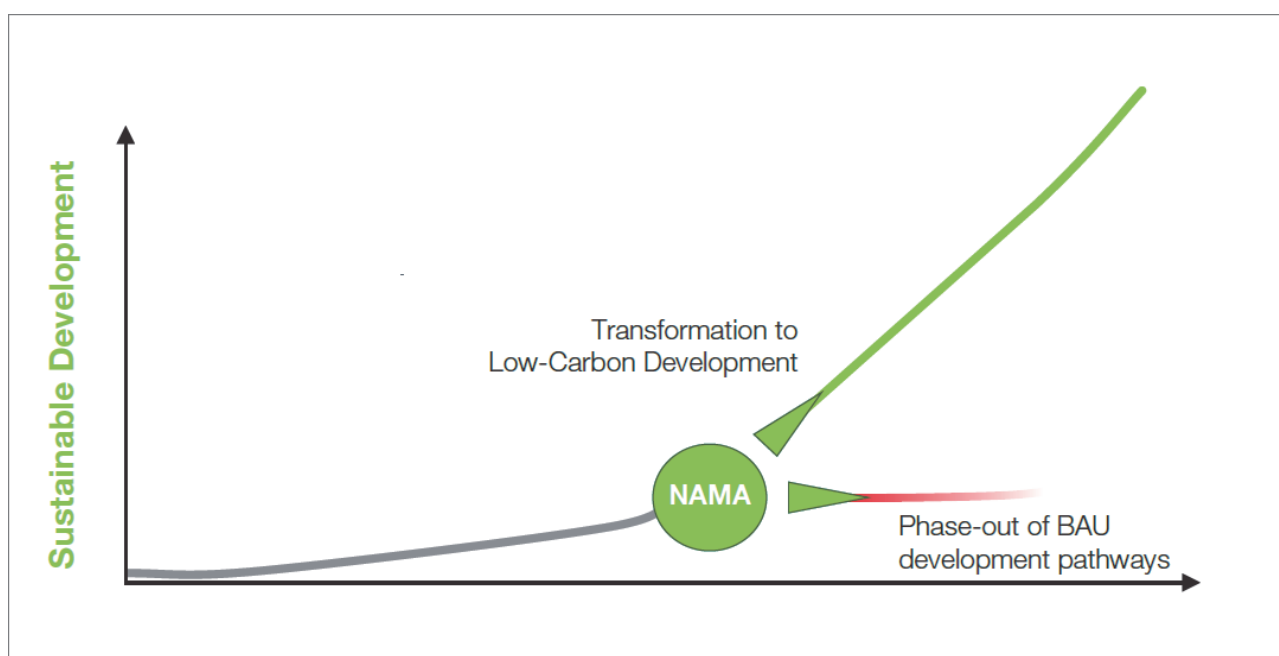 Sustainable Development
Transformation to
Low-Carbon Development
NAMA
Phase-out of BAU
development pathways